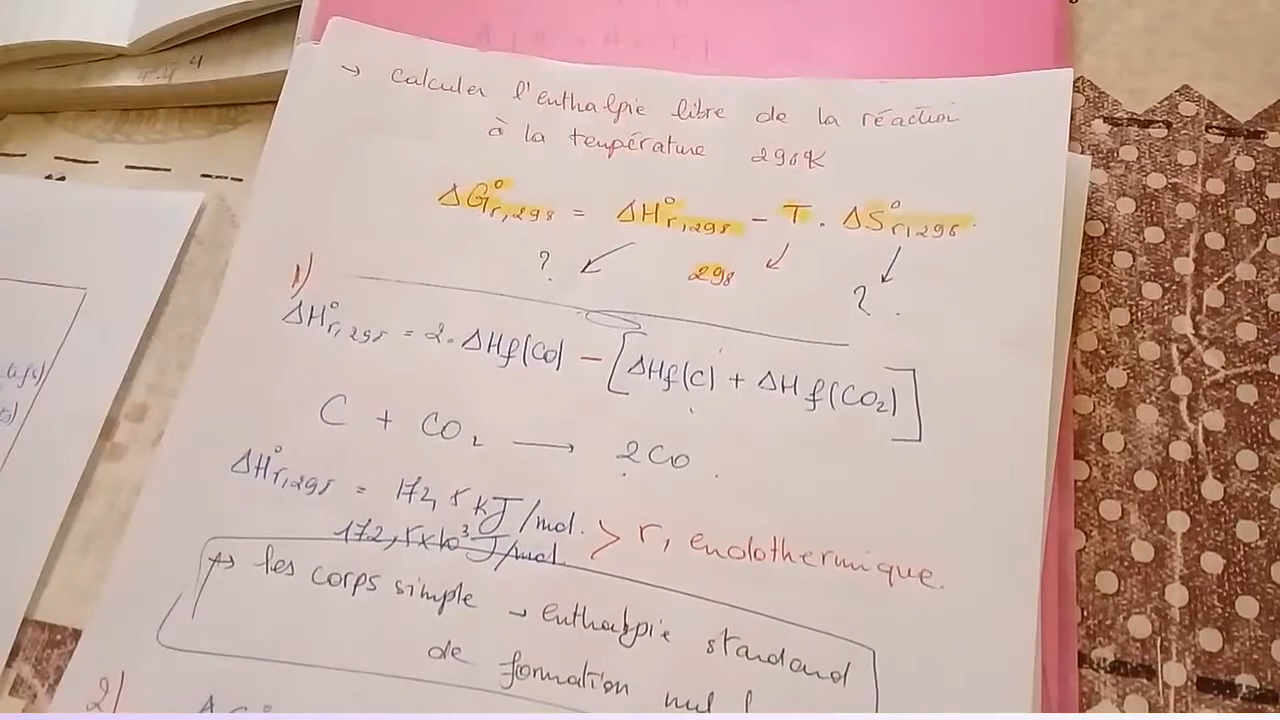 → Calculer l'enthalpie libre de la réaction
à la température 298K
ΔG°r,298 = ΔH°r,298 - T . ΔS°r,298
? 298 ?
1)
ΔH°r,298 = 2. ΔHf(CO) - [ΔHf(C) + ΔHf(CO₂)]
C + CO₂ → 2CO
ΔH°r,298 = 172,5 kJ/mol.
172,5x10³ J/mol. > r, endothermique.
→ les corps simple → enthalpie standard
de formation nul
2)